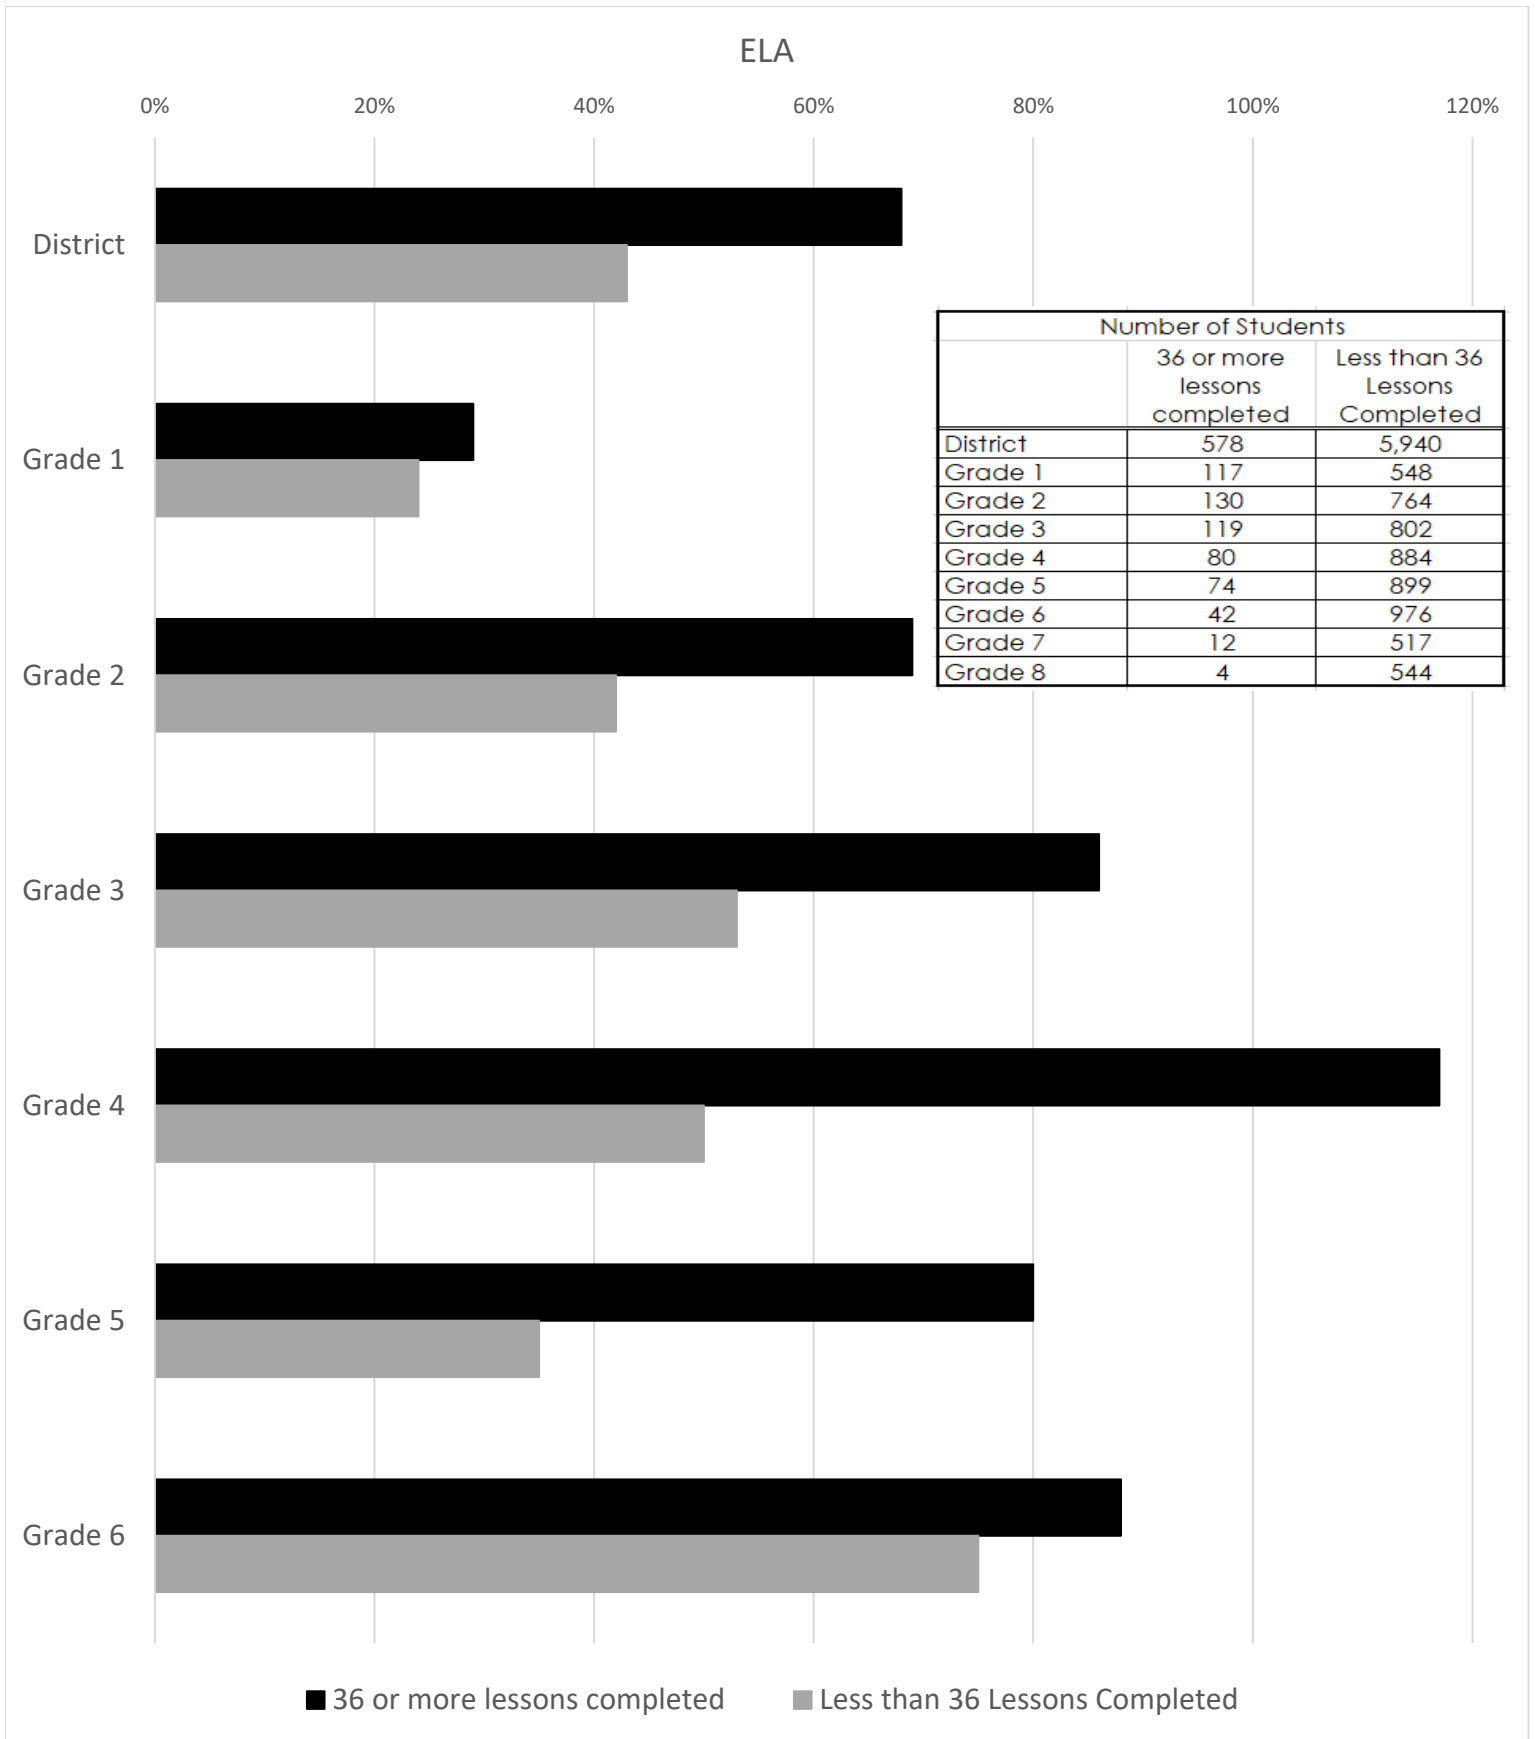 ELA
0% 20% 40% 60% 80% 100% 120%
District
Grade 1
Grade 2
Grade 3
Grade 4
Grade 5
Grade 6
Number of Students
36 or more lessons completed Less than 36 Lessons Completed
District 578 5,940
Grade 1 117 548
Grade 2 130 764
Grade 3 119 802
Grade 4 80 884
Grade 5 74 899
Grade 6 42 976
Grade 7 12 517
Grade 8 4 544
36 or more lessons completed Less than 36 Lessons Completed